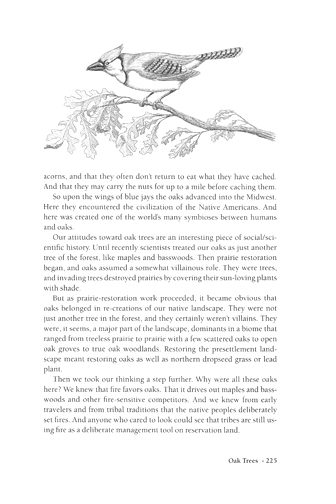 acorns, and that they often don't return to eat what they have cached.
And that they may carry the nuts for up to a mile before caching them.
So upon the wings of blue jays the oaks advanced into the Midwest.
Here they encountered the civilization of the Native Americans. And
here was created one of the world's many symbioses between humans
and oaks.
Our attitudes toward oak trees are an interesting piece of social/sci-
entific history. Until recently scientists treated our oaks as just another
tree of the forest, like maples and basswoods. Then prairie restoration
began, and oaks assumed a somewhat villainous role. They were trees,
and invading trees destroyed prairies by covering their sun-loving plants
with shade.
But as prairie-restoration work proceeded, it became obvious that
oaks belonged in re-creations of our native landscape. They were not
just another tree in the forest, and they certainly weren't villains. They
were, it seems, a major part of the landscape, dominants in a biome that
ranged from treeless prairie to prairie with a few scattered oaks to open
oak groves to true oak woodlands. Restoring the presettlement land-
scape meant restoring oaks as well as northern dropseed grass or lead
plant.
Then we took our thinking a step further. Why were all these oaks
here? We knew that fire favors oaks. That it drives out maples and bass-
woods and other fire-sensitive competitors. And we knew from early
travelers and from tribal traditions that the native peoples deliberately
set fires. And anyone who cared to look could see that tribes are still us-
ing fire as a deliberate management tool on reservation land.
Oak Trees • 225